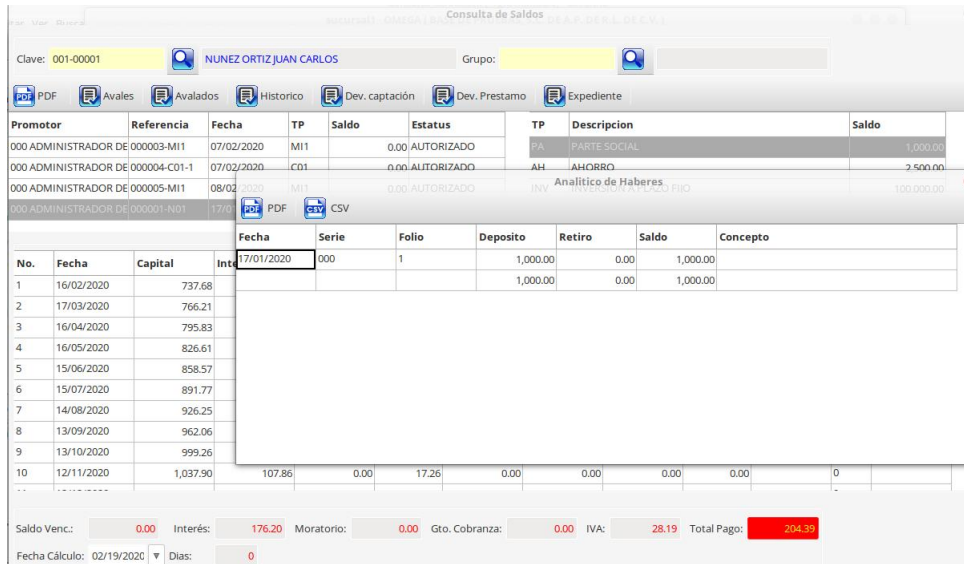 Consulta de Saldos
Clave: 001-00001 NUNEZ ORTIZ JUAN CARLOS Grupo:
PDF Avales Avalados Historico Dev. captación Dev. Prestamo Expediente
Promotor Referencia Fecha TP Saldo Estatus TP Descripcion Saldo
000 ADMINISTRADOR DE 000003-MI1 07/02/2020 MI1 0.00 AUTORIZADO PA PARTE SOCIAL 1,000.00
000 ADMINISTRADOR DE 000004-C01-1 07/02/2020 C01 0.00 AUTORIZADO AH AHORRO 2,500.00
000 ADMINISTRADOR DE 000005-MI1 08/02/2020 MI1 0.00 AUTORIZADO INV INVERSION A PLAZO FIJO 100,000.00
000 ADMINISTRADOR DE 000001-N01 17/01
Analitico de Haberes
PDF CSV
Fecha Serie Folio Deposito Retiro Saldo Concepto
17/01/2020 000 1 1,000.00 0.00 1,000.00
1,000.00 0.00 1,000.00
No. Fecha Capital Inte
1 16/02/2020 737.68
2 17/03/2020 766.21
3 16/04/2020 795.83
4 16/05/2020 826.61
5 15/06/2020 858.57
6 15/07/2020 891.77
7 14/08/2020 926.25
8 13/09/2020 962.06
9 13/10/2020 999.26
10 12/11/2020 1,037.90 107.86 0.00 17.26 0.00 0.00 0.00 0.00 0
Saldo Venc.: 0.00 Interés: 176.20 Moratorio: 0.00 Gto. Cobranza: 0.00 IVA: 28.19 Total Pago: 204.39
Fecha Cálculo: 02/19/2020 Dias: 0